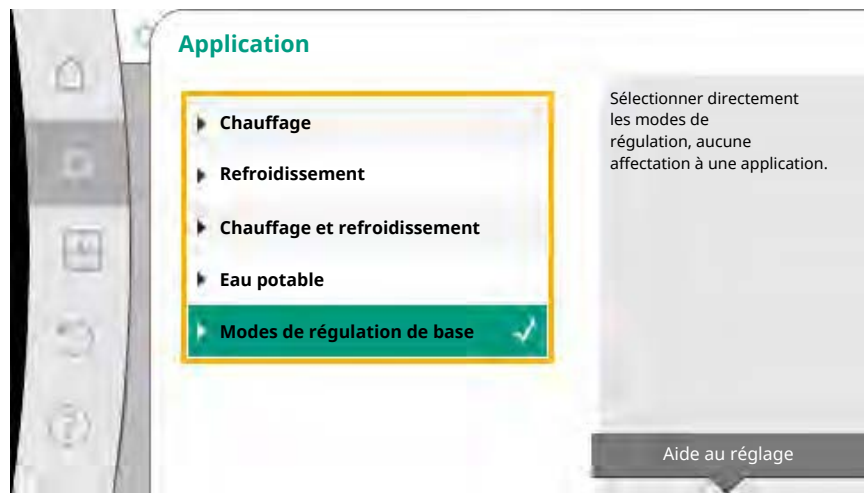 Application
Chauffage
Refroidissement
Chauffage et refroidissement
Eau potable
Modes de régulation de base
Sélectionner directement
les modes de
régulation, aucune
affectation à une application.
Aide au réglage